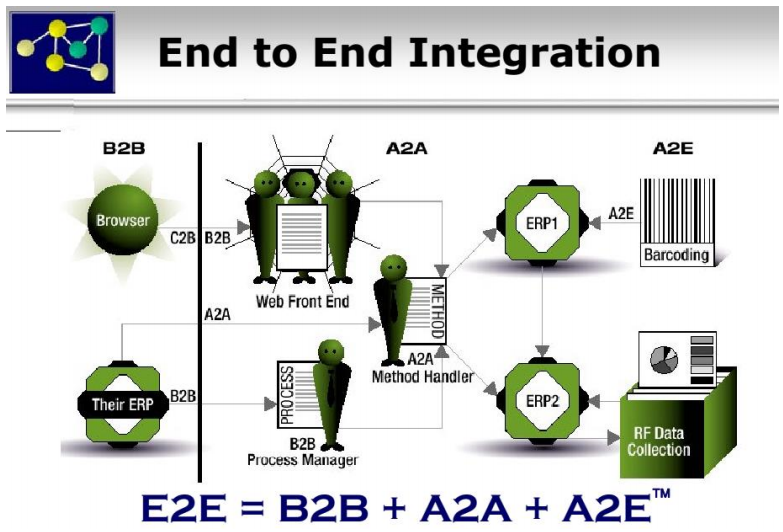 End to End Integration
B2B
A2A
A2E
Browser
C2B
B2B
Web Front End
ERP1
A2E
Barcoding
A2A
METHOD
A2A
Method Handler
Their ERP
B2B
PROCESS
B2B
Process Manager
ERP2
RF Data
Collection
E2E = B2B + A2A + A2E™